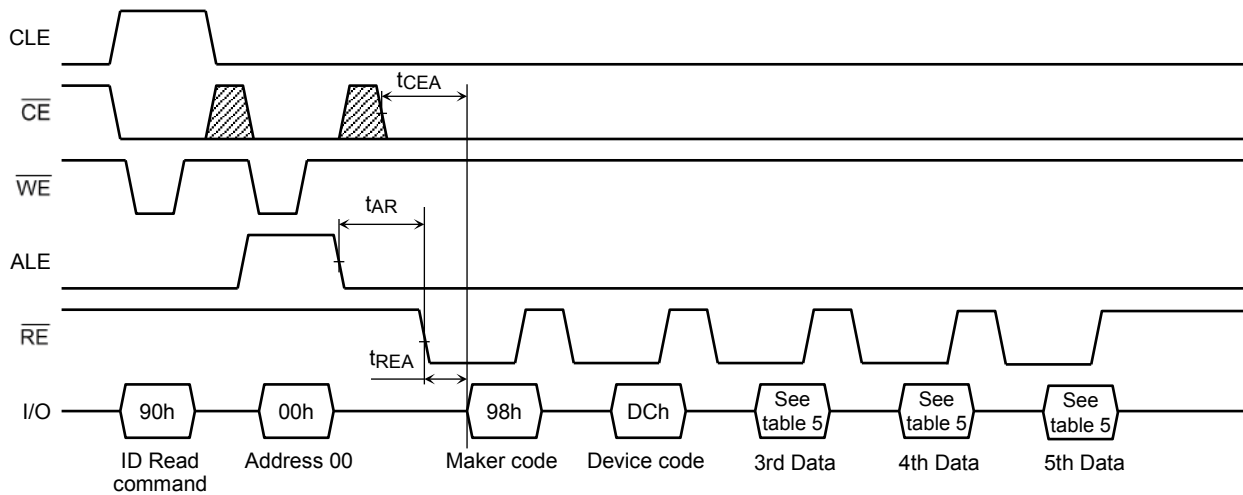 CLE
tCEA
CE
WE
tAR
ALE
RE
tREA
I/O
90h
00h
98h
DCh
See
table 5
See
table 5
See
table 5
ID Read
command
Address 00
Maker code
Device code
3rd Data
4th Data
5th Data